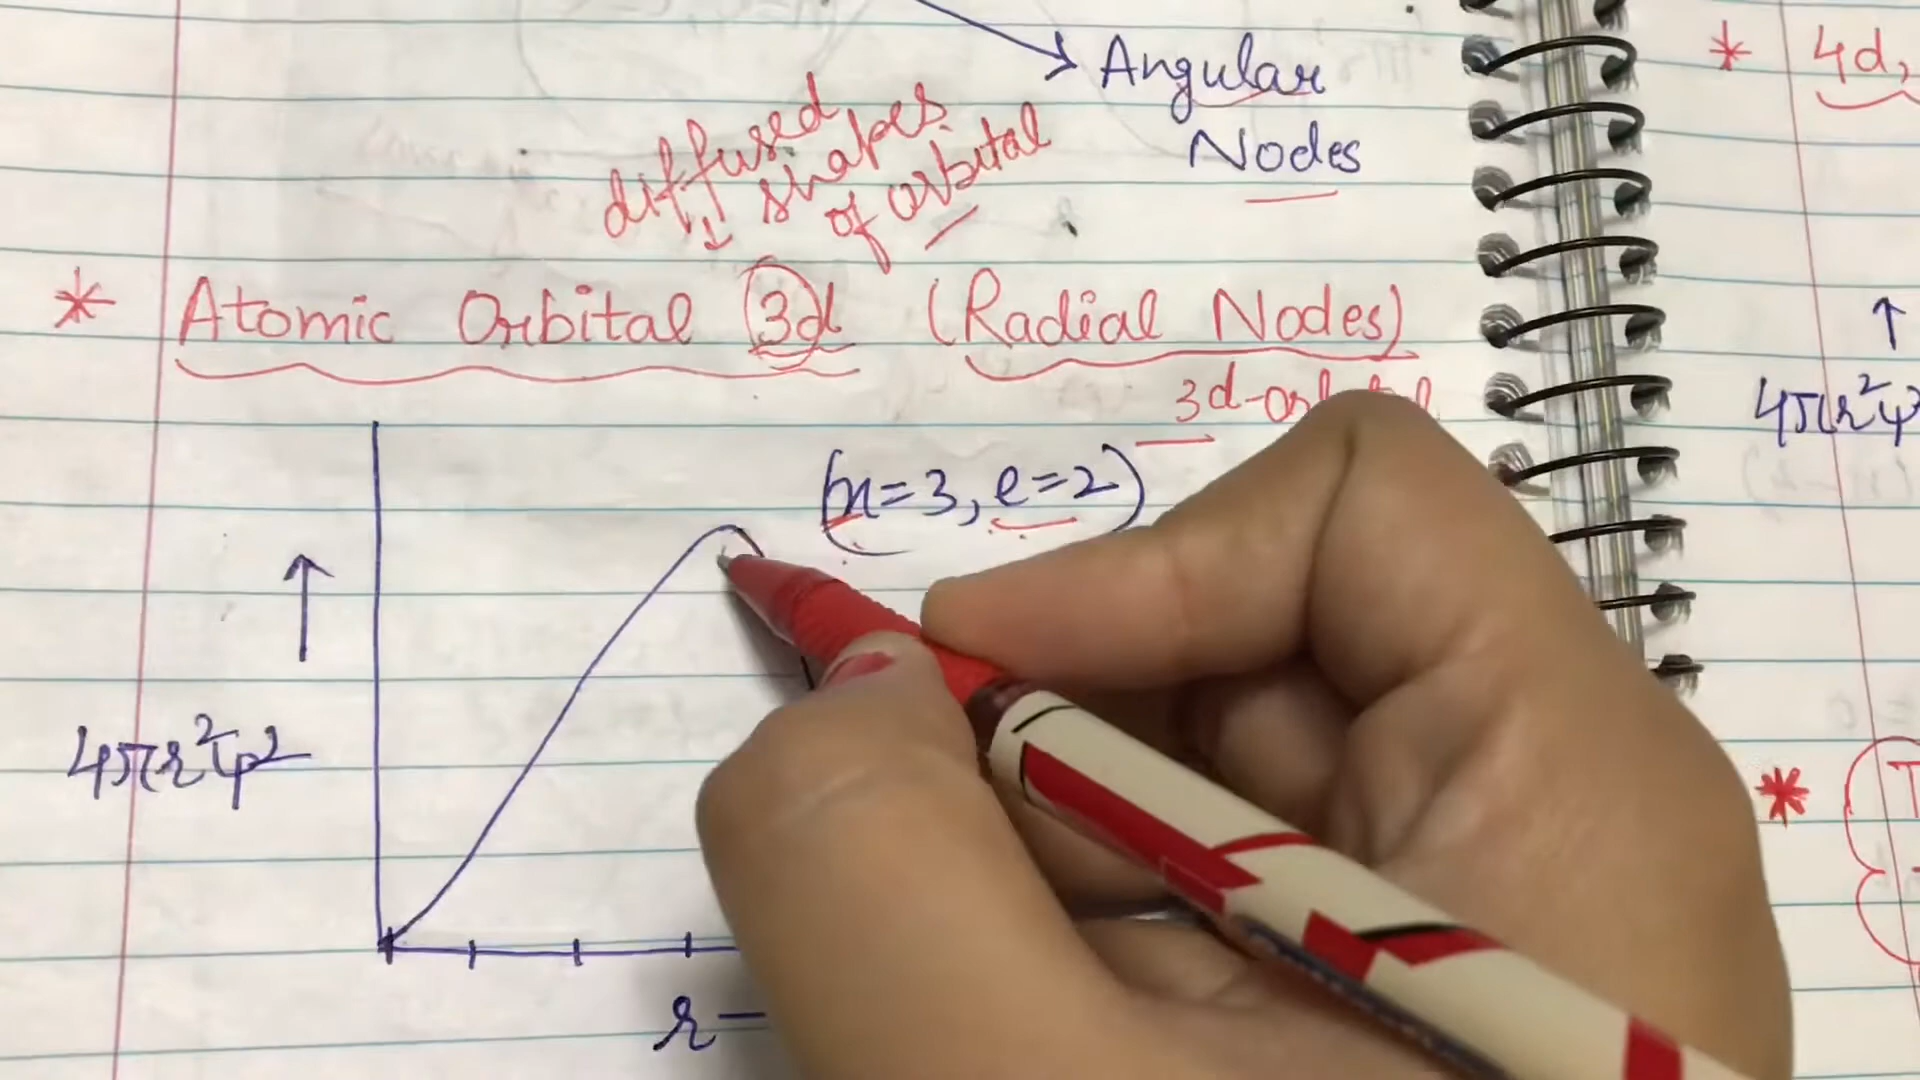 Angular
Nodes
diffused
shapes
of orbital
* Atomic Orbital 3d (Radial Nodes)
3d-
(n=3, e=2)
↑
4πr²ψ²
r—
* 4d,
↑
4πr²ψ²
*